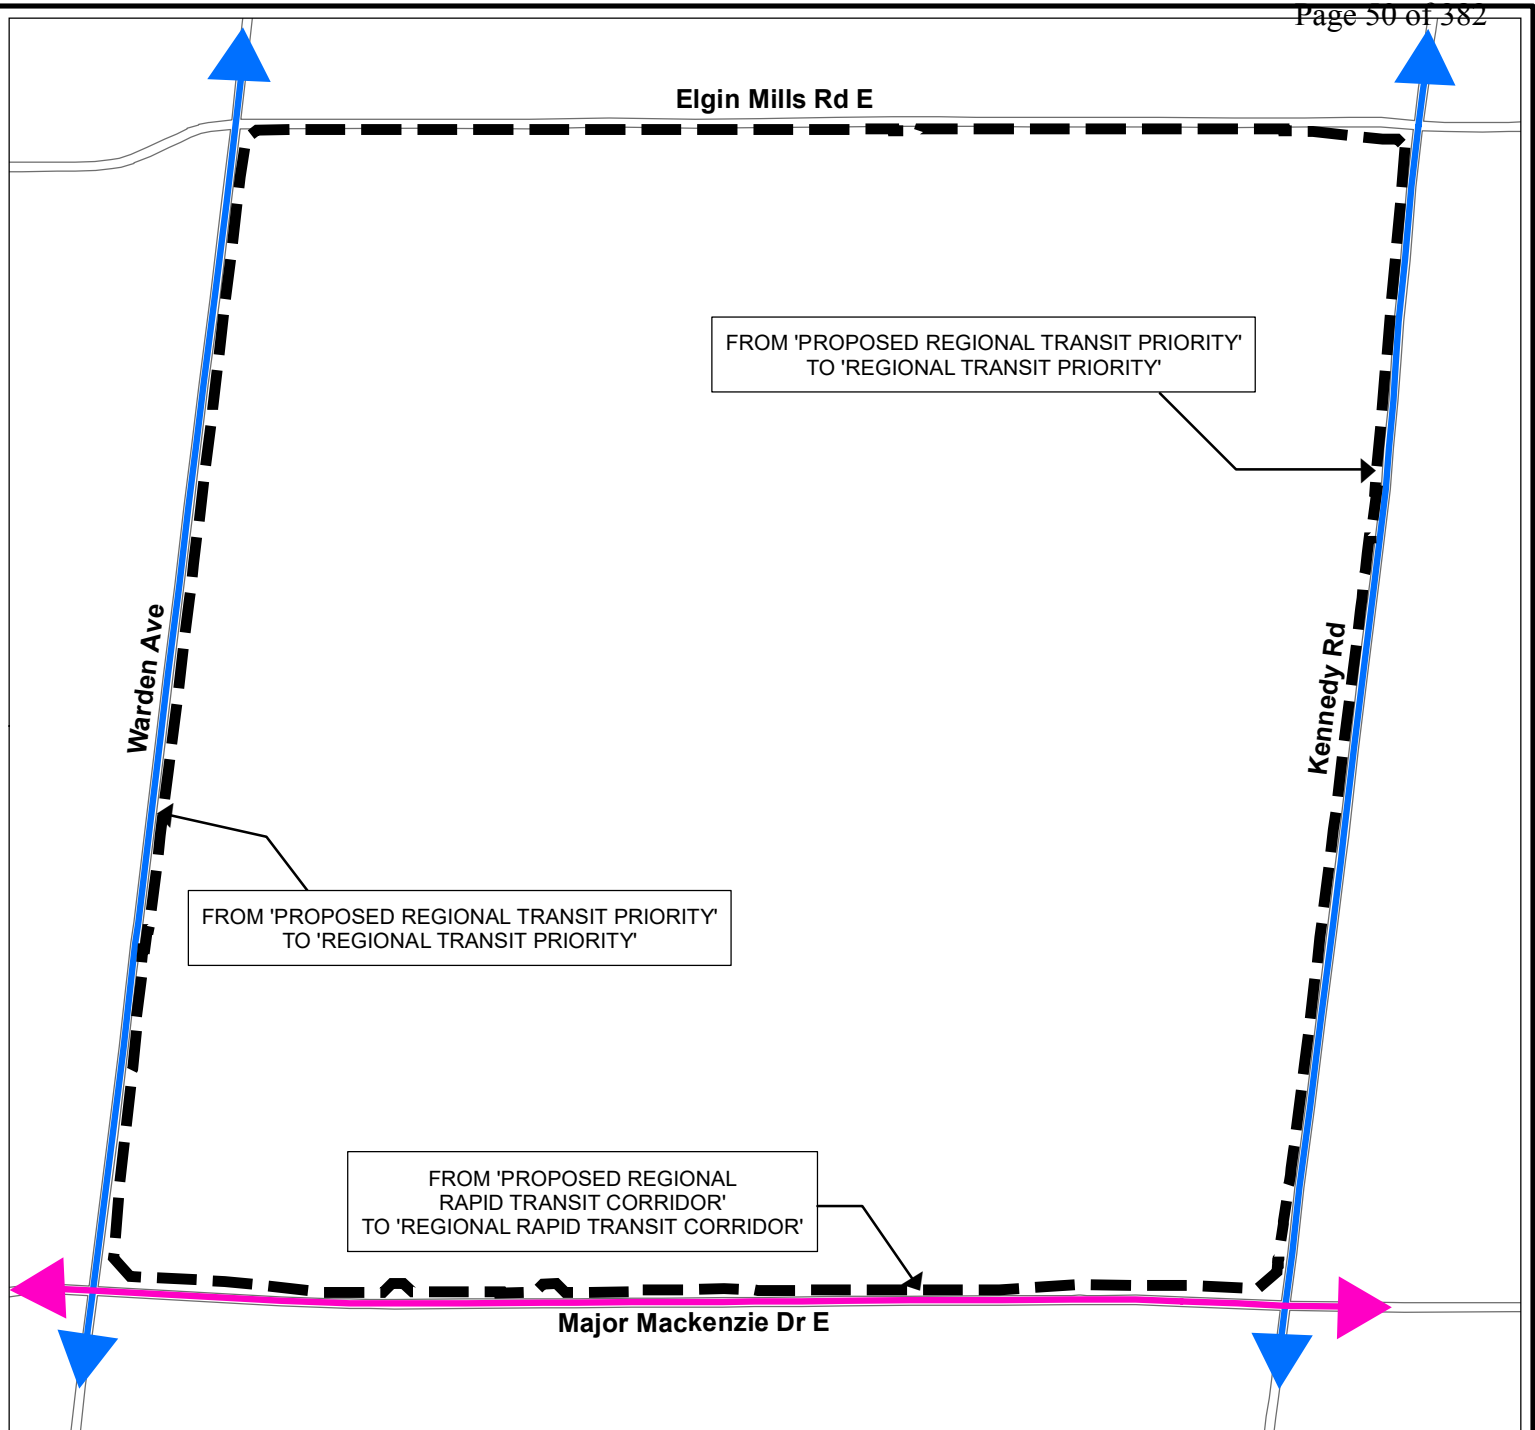 Page 50 of 382
Elgin Mills Rd E
FROM 'PROPOSED REGIONAL TRANSIT PRIORITY'
TO 'REGIONAL TRANSIT PRIORITY'
Warden Ave
Kennedy Rd
FROM 'PROPOSED REGIONAL TRANSIT PRIORITY'
TO 'REGIONAL TRANSIT PRIORITY'
FROM 'PROPOSED REGIONAL
RAPID TRANSIT CORRIDOR'
TO 'REGIONAL RAPID TRANSIT CORRIDOR'
Major Mackenzie Dr E